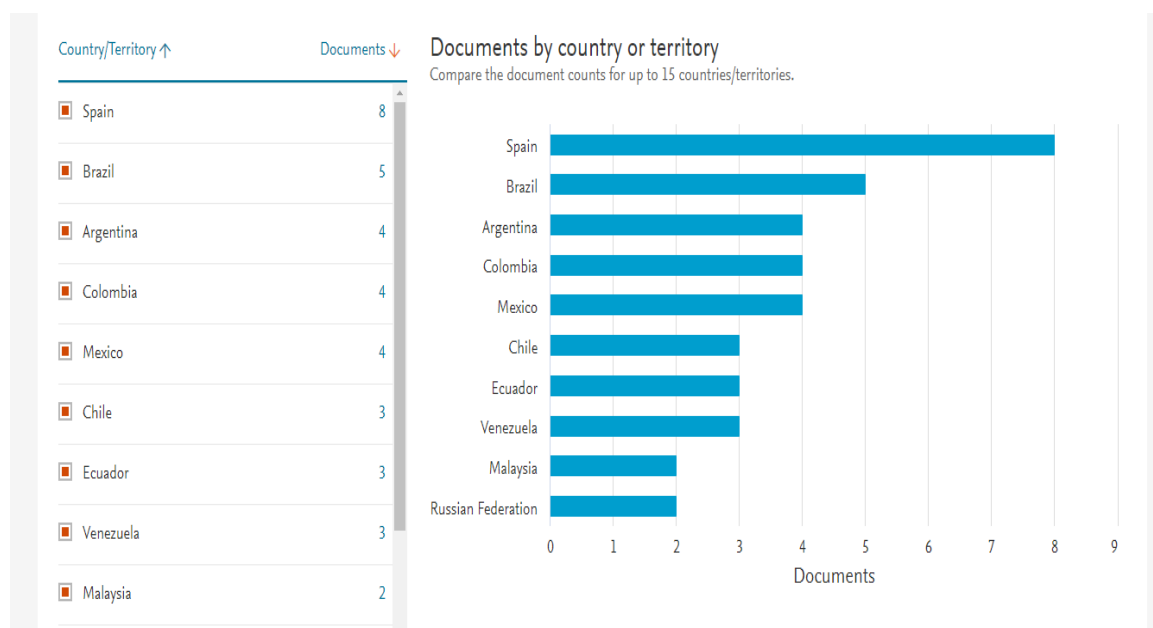 Country/Territory Documents
Spain 8
Brazil 5
Argentina 4
Colombia 4
Mexico 4
Chile 3
Ecuador 3
Venezuela 3
Malaysia 2
Documents by country or territory
Compare the document counts for up to 15 countries/territories.
Spain
Brazil
Argentina
Colombia
Mexico
Chile
Ecuador
Venezuela
Malaysia
Russian Federation
0 1 2 3 4 5 6 7 8 9
Documents